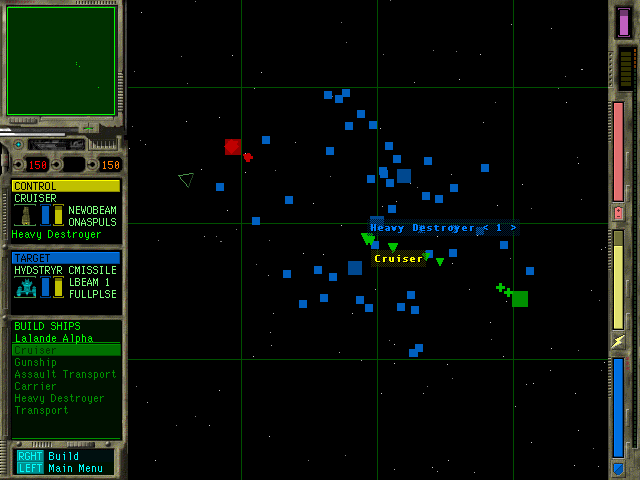 150 150
CONTROL
CRUISER
NEWOBEAM
ONASPULS
Heavy Destroyer
TARGET
HVDSTRYR CMISSILE
LBEAM 1
FULLPLSE
BUILD SHIPS
Lalande Alpha
Cruiser
Gunship
Assault Transport
Carrier
Heavy Destroyer
Transport
RGHT Build
LEFT Main Menu
Heavy Destroyer < 1 >
Cruiser